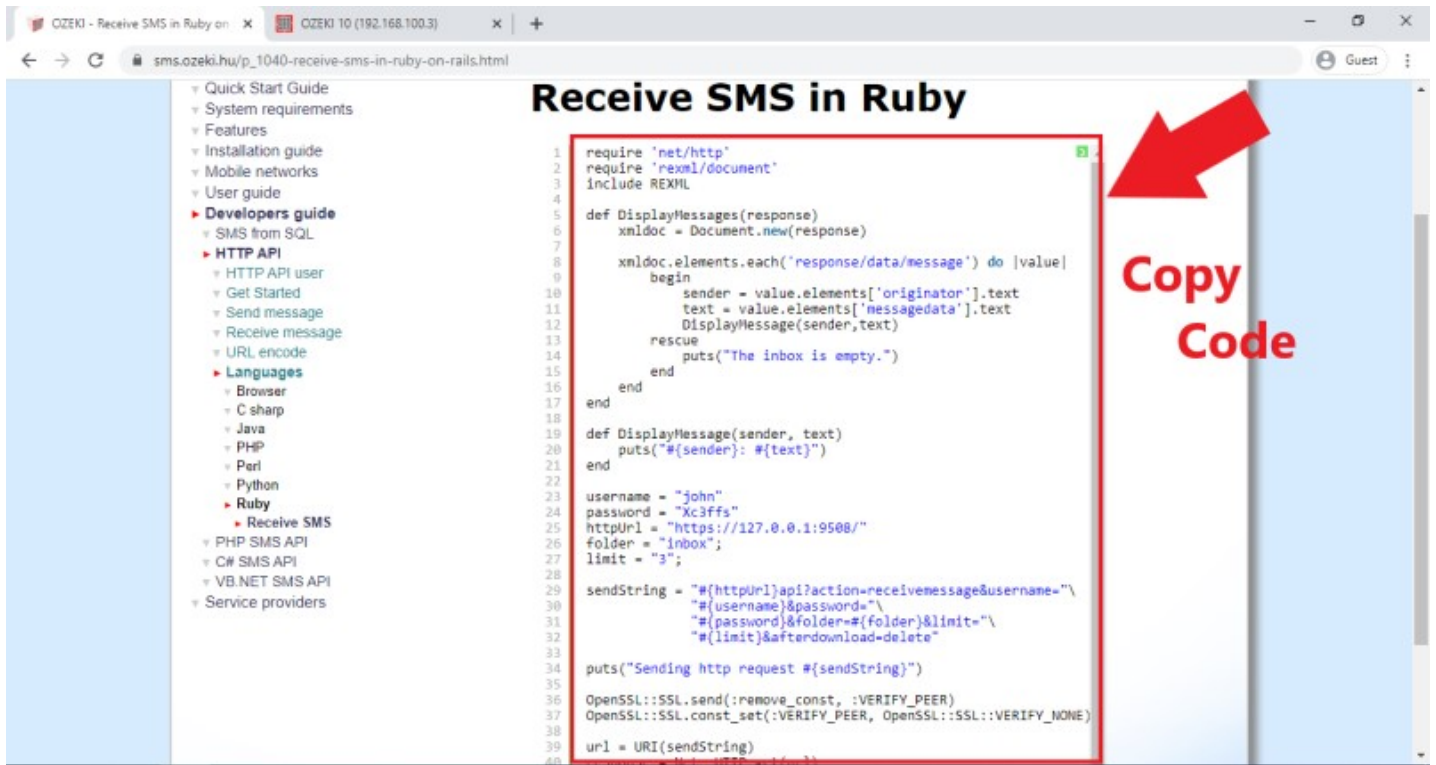 OZEKI - Receive SMS in Ruby on
OZEKI 10 (192.168.100.3)
sms.ozeki.hu/p_1040-receive-sms-in-ruby-on-rails.html
Guest
Quick Start Guide
System requirements
Features
Installation guide
Mobile networks
User guide
Developers guide
SMS from SQL
HTTP API
HTTP API user
Get Started
Send message
Receive message
URL encode
Languages
Browser
C sharp
Java
PHP
Perl
Python
Ruby
Receive SMS
PHP SMS API
C# SMS API
VB.NET SMS API
Service providers
Receive SMS in Ruby
1 require 'net/http'
2 require 'rexml/document'
3 include REXML
4
5 def DisplayMessages(response)
6     xmldoc = Document.new(response)
7
8     xmldoc.elements.each('response/data/message') do |value|
9         begin
10             sender = value.elements['originator'].text
11             text = value.elements['messagedata'].text
12             DisplayMessage(sender,text)
13         rescue
14             puts("The inbox is empty.")
15         end
16     end
17 end
18
19 def DisplayMessage(sender, text)
20     puts("#{sender}: #{text}")
21 end
22
23 username = "john"
24 password = "Xc3ffs"
25 httpUrl = "https://127.0.0.1:9508/"
26 folder = "inbox";
27 limit = "3";
28
29 sendString = "#{httpUrl}api?action=receivemessage&username="\
30              "#{username}&password="\
31              "#{password}&folder=#{folder}&limit="\
32              "#{limit}&afterdownload=delete"
33
34 puts("Sending http request #{sendString}")
35
36 OpenSSL::SSL.send(:remove_const, :VERIFY_PEER)
37 OpenSSL::SSL.const_set(:VERIFY_PEER, OpenSSL::SSL::VERIFY_NONE)
38
39 url = URI(sendString)
40
Copy
Code